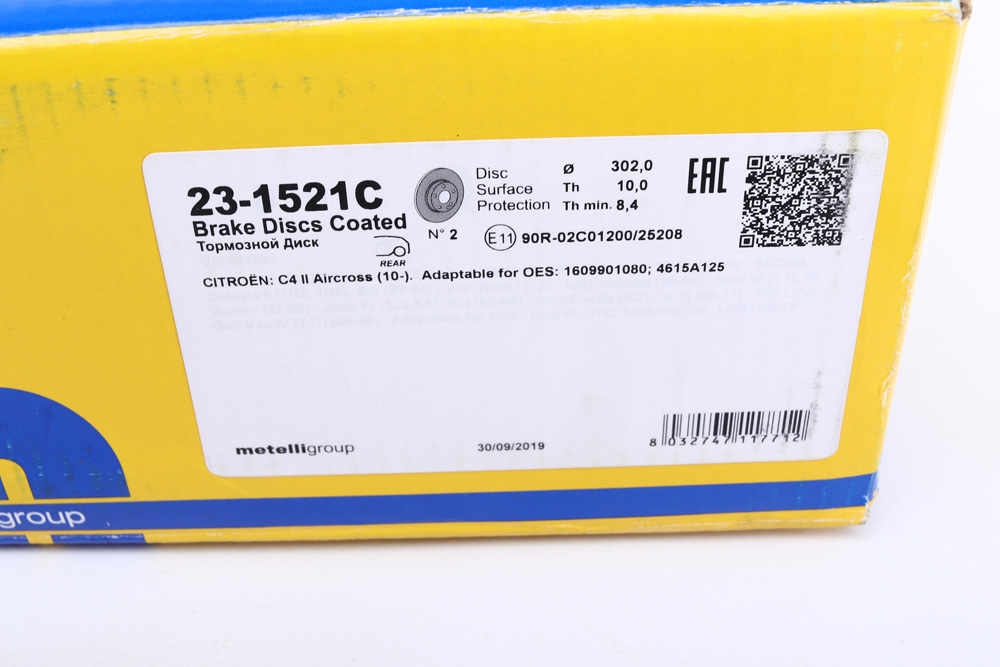 23-1521C
Brake Discs Coated
Тормозной Диск
REAR
N° 2
Disc
Surface
Protection
Ø 302,0
Th 10,0
Th min. 8,4
E11 90R-02C01200/25208
EAC
CITROËN: C4 II Aircross (10-). Adaptable for OES: 1609901080; 4615A125
metelligroup
30/09/2019
8 032747 117712
group